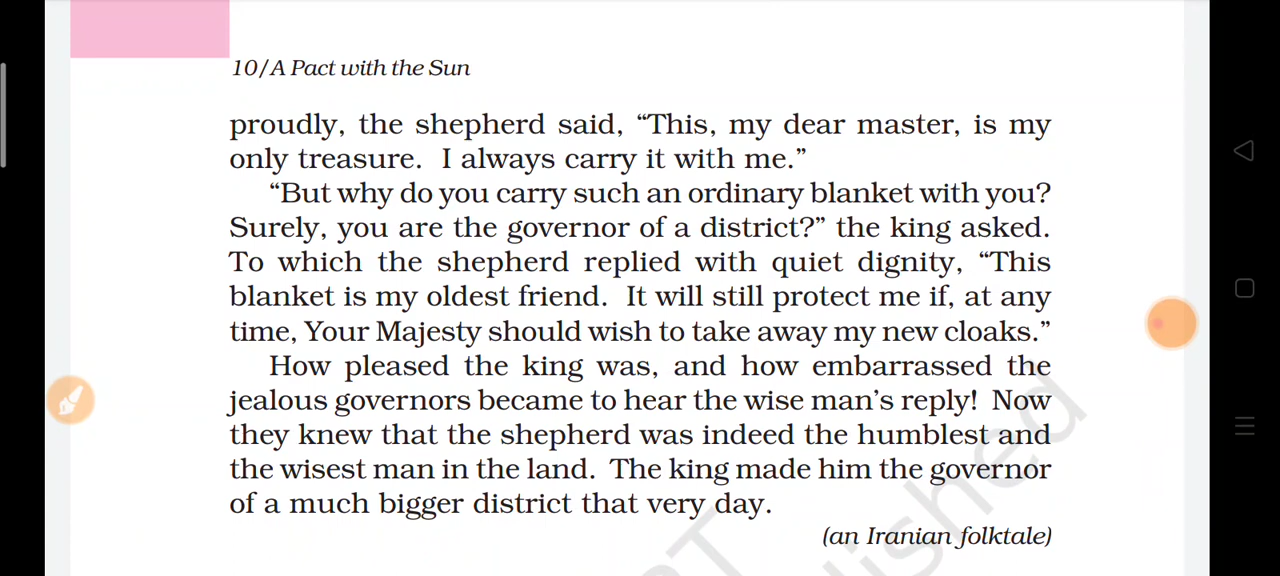 10/A Pact with the Sun
proudly, the shepherd said, “This, my dear master, is my
only treasure. I always carry it with me.”
“But why do you carry such an ordinary blanket with you?
Surely, you are the governor of a district?” the king asked.
To which the shepherd replied with quiet dignity, “This
blanket is my oldest friend. It will still protect me if, at any
time, Your Majesty should wish to take away my new cloaks.”
How pleased the king was, and how embarrassed the
jealous governors became to hear the wise man’s reply! Now
they knew that the shepherd was indeed the humblest and
the wisest man in the land. The king made him the governor
of a much bigger district that very day.
(an Iranian folktale)